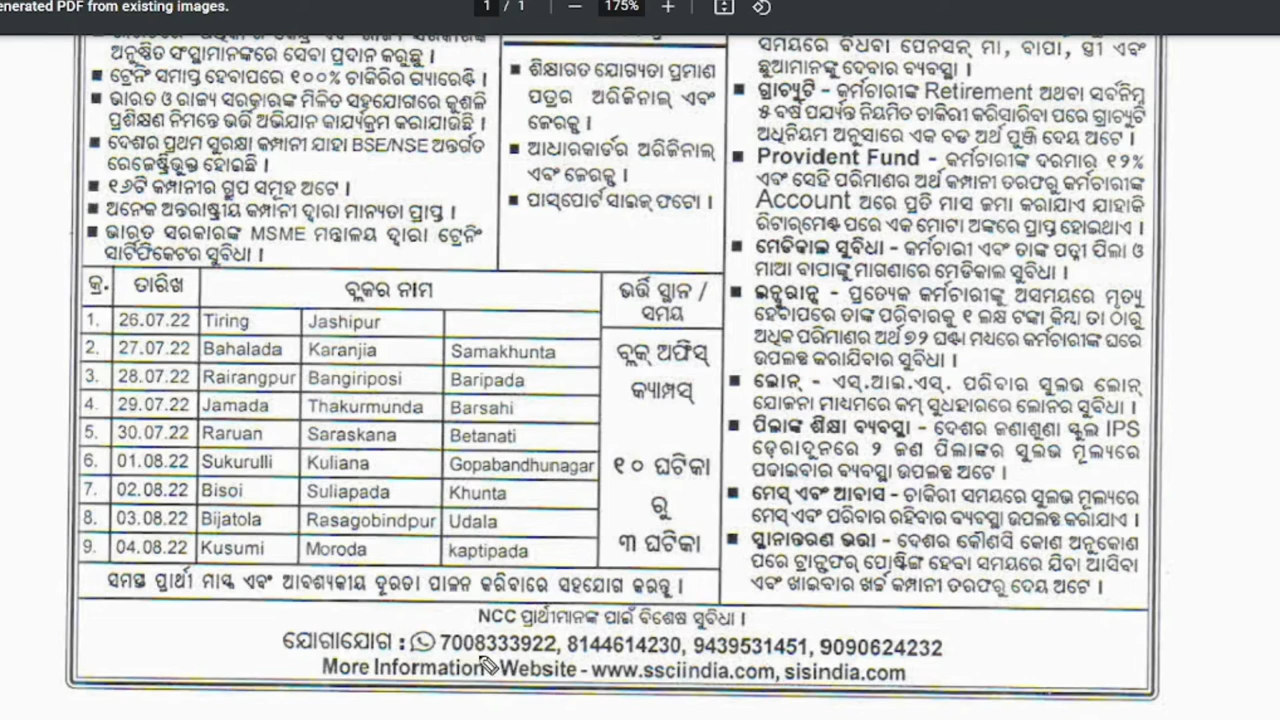 enerated PDF from existing images.
1 / 1
175%
ଅନୁଷ୍ଠିତ ସଂସ୍ଥାମାନଙ୍କରେ ସେବା ପ୍ରଦାନ କରୁଛୁ ।
■ ଟ୍ରେନିଂ ସମାପ୍ତ ହେବାପରେ ୧୦୦% ଚାକିରିର ଗ୍ୟାରେଣ୍ଟି ।
■ ଭାରତ ଓ ରାଜ୍ୟ ସରକାରଙ୍କ ମିଳିତ ସହଯୋଗରେ କୁଶଳି
ପ୍ରଶିକ୍ଷଣ ନିମନ୍ତେ ଭର୍ତ୍ତି ଅଭିଯାନ କାର୍ଯ୍ୟକ୍ରମ କରାଯାଉଛି ।
■ ଦେଶର ପ୍ରଥମ ସୁରକ୍ଷା କମ୍ପାନୀ ଯାହା BSE/NSE ଅନ୍ତର୍ଗତ
ରେଜେଷ୍ଟ୍ରିଭୁକ୍ତ ହୋଇଛି ।
■ ୧୬ଟି କମ୍ପାନୀର ଗ୍ରୁପ ସମୂହ ଅଟେ ।
■ ଅନେକ ଅନ୍ତରାଷ୍ଟ୍ରୀୟ କମ୍ପାନୀ ଦ୍ୱାରା ମାନ୍ୟତା ପ୍ରାପ୍ତ ।
■ ଭାରତ ସରକାରଙ୍କ MSME ମନ୍ତ୍ରାଳୟ ଦ୍ୱାରା ଟ୍ରେନିଂ
ସାର୍ଟିଫିକେଟର ସୁବିଧା ।
■ ଶିକ୍ଷାଗତ ଯୋଗ୍ୟତା ପ୍ରମାଣ
ପତ୍ରର ଅରିଜିନାଲ୍ ଏବଂ
ଜେରକ୍ସ ।
■ ଆଧାରକାର୍ଡର ଅରିଜିନାଲ୍
ଏବଂ ଜେରକ୍ସ ।
■ ପାସ୍‌ପୋର୍ଟ ସାଇଜ୍ ଫଟୋ ।
ସମୟରେ ବିଧବା ପେନସନ୍ ମା, ବାପା, ସ୍ତ୍ରୀ ଏବଂ
ଛୁଆମାନଙ୍କୁ ଦେବାର ବ୍ୟବସ୍ଥା ।
■ ଗ୍ରାଚ୍ୟୁଟି - କର୍ମଚାରୀଙ୍କ Retirement ଅଥବା ସର୍ବନିମ୍ନ
୫ ବର୍ଷ ପର୍ଯ୍ୟନ୍ତ ନିୟମିତ ଚାକିରୀ କରିସାରିବା ପରେ ଗ୍ରାଚ୍ୟୁଟି
ଅଧିନିୟମ ଅନୁସାରେ ଏକ ବଡ ଅର୍ଥ ପୁଞ୍ଜି ଦେୟ ଅଟେ ।
■ Provident Fund - କର୍ମଚାରୀଙ୍କ ଦରମାର ୧୨%
ଏବଂ ସେହି ପରିମାଣର ଅର୍ଥ କମ୍ପାନୀ ତରଫରୁ କର୍ମଚାରୀଙ୍କ
Account ଅରେ ପ୍ରତି ମାସ ଜମା କରାଯାଏ ଯାହାକି
ରିଟାର୍‌ମେଣ୍ଟ ପରେ ଏକ ମୋଟା ଅଙ୍କରେ ପ୍ରାପ୍ତ ହୋଇଥାଏ ।
■ ମେଡିକାଲ ସୁବିଧା - କର୍ମଚାରୀ ଏବଂ ତାଙ୍କ ପତ୍ନୀ ପିଲା ଓ
ମାଆ ବାପାଙ୍କୁ ମାଗଣାରେ ମେଡିକାଲ ସୁବିଧା ।
■ ଇନ୍ସୁରାନ୍ସ - ପ୍ରତ୍ୟେକ କର୍ମଚାରୀଙ୍କୁ ଅସମୟରେ ମୃତ୍ୟୁ
ହେବାପରେ ତାଙ୍କ ପରିବାରକୁ ୧ ଲକ୍ଷ ଟଙ୍କା କିମ୍ବା ତା ଠାରୁ
ଅଧିକ ପରିମାଣର ଅର୍ଥ ୭୨ ଘଣ୍ଟା ମଧ୍ୟରେ କର୍ମଚାରୀଙ୍କ ଘରେ
ଉପଲବ୍ଧ କରାଯିବାର ସୁବିଧା ।
■ ଲୋନ୍ - ଏସ୍.ଆଇ.ଏସ୍. ପରିବାର ସୁଲଭ ଲୋନ୍
ଯୋଜନା ମାଧ୍ୟମରେ କମ୍ ସୁଧହାରରେ ଲୋନର ସୁବିଧା ।
■ ପିଲାଙ୍କ ଶିକ୍ଷା ବ୍ୟବସ୍ଥା - ଦେଶର ଜଣାଶୁଣା ସ୍କୁଲ IPS
ଡ଼େରାଦୁନରେ ୨ ଜଣ ପିଲାଙ୍କର ସୁଲଭ ମୂଲ୍ୟରେ
ପଢାଇବାର ବ୍ୟବସ୍ଥା ଉପଲବ୍ଧ ଅଟେ ।
■ ମେସ୍ ଏବଂ ଆବାସ - ଚାକିରୀ ସମୟରେ ସୁଲଭ ମୂଲ୍ୟରେ
ମେସ୍ ଏବଂ ପରିବାର ରହିବାର ବ୍ୟବସ୍ଥା ଉପଲବ୍ଧ କରାଯାଏ ।
■ ସ୍ଥାନାନ୍ତରଣ ଭତ୍ତା - ଦେଶର କୌଣସି କୋଣ ଅନୁକୋଣ
ପରେ ଟ୍ରାନ୍ସଫର୍ ପୋଷ୍ଟିଙ୍ଗ ହେବା ସମୟରେ ଯିବା ଆସିବା
ଏବଂ ଖାଇବାର ଖର୍ଚ୍ଚ କମ୍ପାନୀ ତରଫରୁ ଦେୟ ଅଟେ ।
କ୍ର. ତାରିଖ ବ୍ଲକର ନାମ ଭର୍ତ୍ତି ସ୍ଥାନ /
ସମୟ
1. 26.07.22 Tiring Jashipur
2. 27.07.22 Bahalada Karanjia Samakhunta
3. 28.07.22 Rairangpur Bangiriposi Baripada
4. 29.07.22 Jamada Thakurmunda Barsahi
5. 30.07.22 Raruan Saraskana Betanati
6. 01.08.22 Sukurulli Kuliana Gopabandhunagar
7. 02.08.22 Bisoi Suliapada Khunta
8. 03.08.22 Bijatola Rasagobindpur Udala
9. 04.08.22 Kusumi Moroda kaptipada
ବ୍ଲକ୍ ଅଫିସ୍
କ୍ୟାମ୍ପସ୍
୧୦ ଘଟିକା
ରୁ
୩ ଘଟିକା
ସମସ୍ତ ପ୍ରାର୍ଥୀ ମାସ୍କ ଏବଂ ଆବଶ୍ୟକୀୟ ଦୂରତା ପାଳନ କରିବାରେ ସହଯୋଗ କରନ୍ତୁ ।
NCC ପ୍ରାର୍ଥୀମାନଙ୍କ ପାଇଁ ବିଶେଷ ସୁବିଧା ।
ଯୋଗାଯୋଗ : 7008333922, 8144614230, 9439531451, 9090624232
More Information Website - www.ssciindia.com, sisindia.com